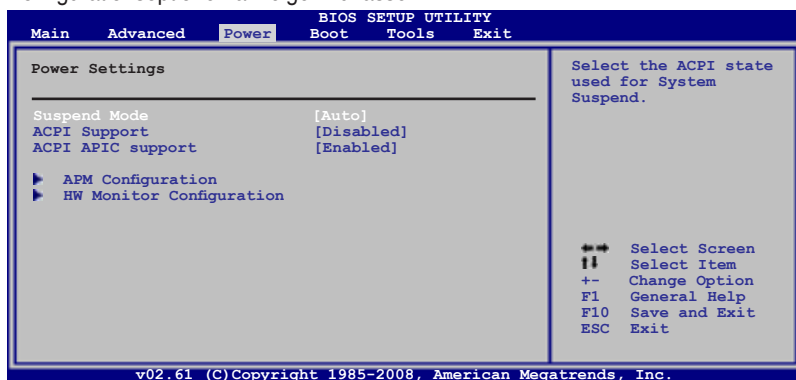 BIOS SETUP UTILITY
Main Advanced Power Boot Tools Exit
Power Settings
Suspend Mode [Auto]
ACPI Support [Disabled]
ACPI APIC support [Enabled]
APM Configuration
HW Monitor Configuration
Select the ACPI state
used for System
Suspend.
Select Screen
Select Item
+- Change Option
F1 General Help
F10 Save and Exit
ESC Exit
v02.61 (C)Copyright 1985-2008, American Megatrends, Inc.